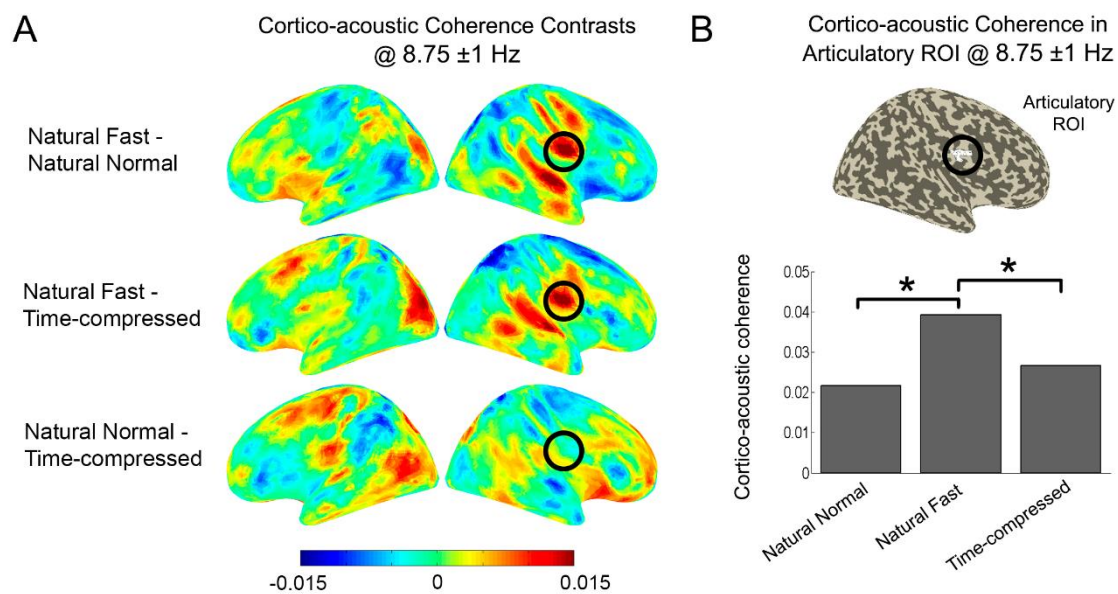 A
Cortico-acoustic Coherence Contrasts
@ 8.75 ±1 Hz
Natural Fast -
Natural Normal
Natural Fast -
Time-compressed
Natural Normal -
Time-compressed
-0.015
0
0.015
B
Cortico-acoustic Coherence in
Articulatory ROI @ 8.75 ±1 Hz
Articulatory
ROI
Cortico-acoustic coherence
0.05
0.04
0.03
0.02
0.01
0
*
*
Natural Normal
Natural Fast
Time-compressed